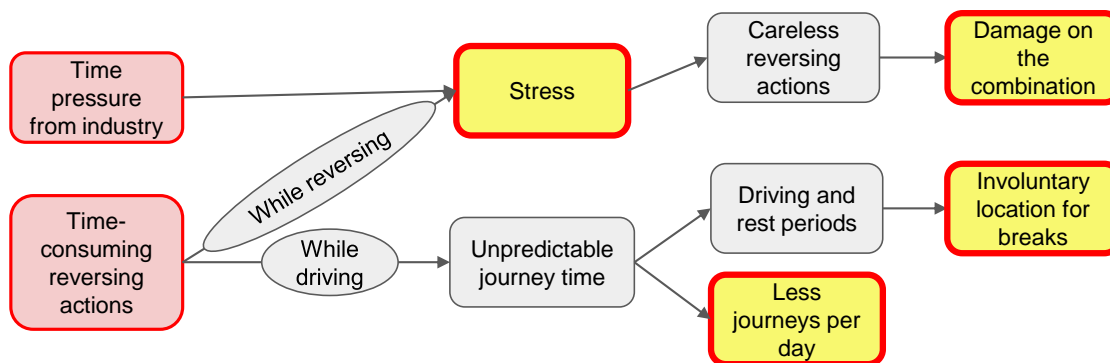 Time
pressure
from industry
Stress
Careless
reversing
actions
Damage on
the
combination
While reversing
Time-
consuming
reversing
actions
While
driving
Unpredictable
journey time
Driving and
rest periods
Involuntary
location for
breaks
Less
journeys per
day